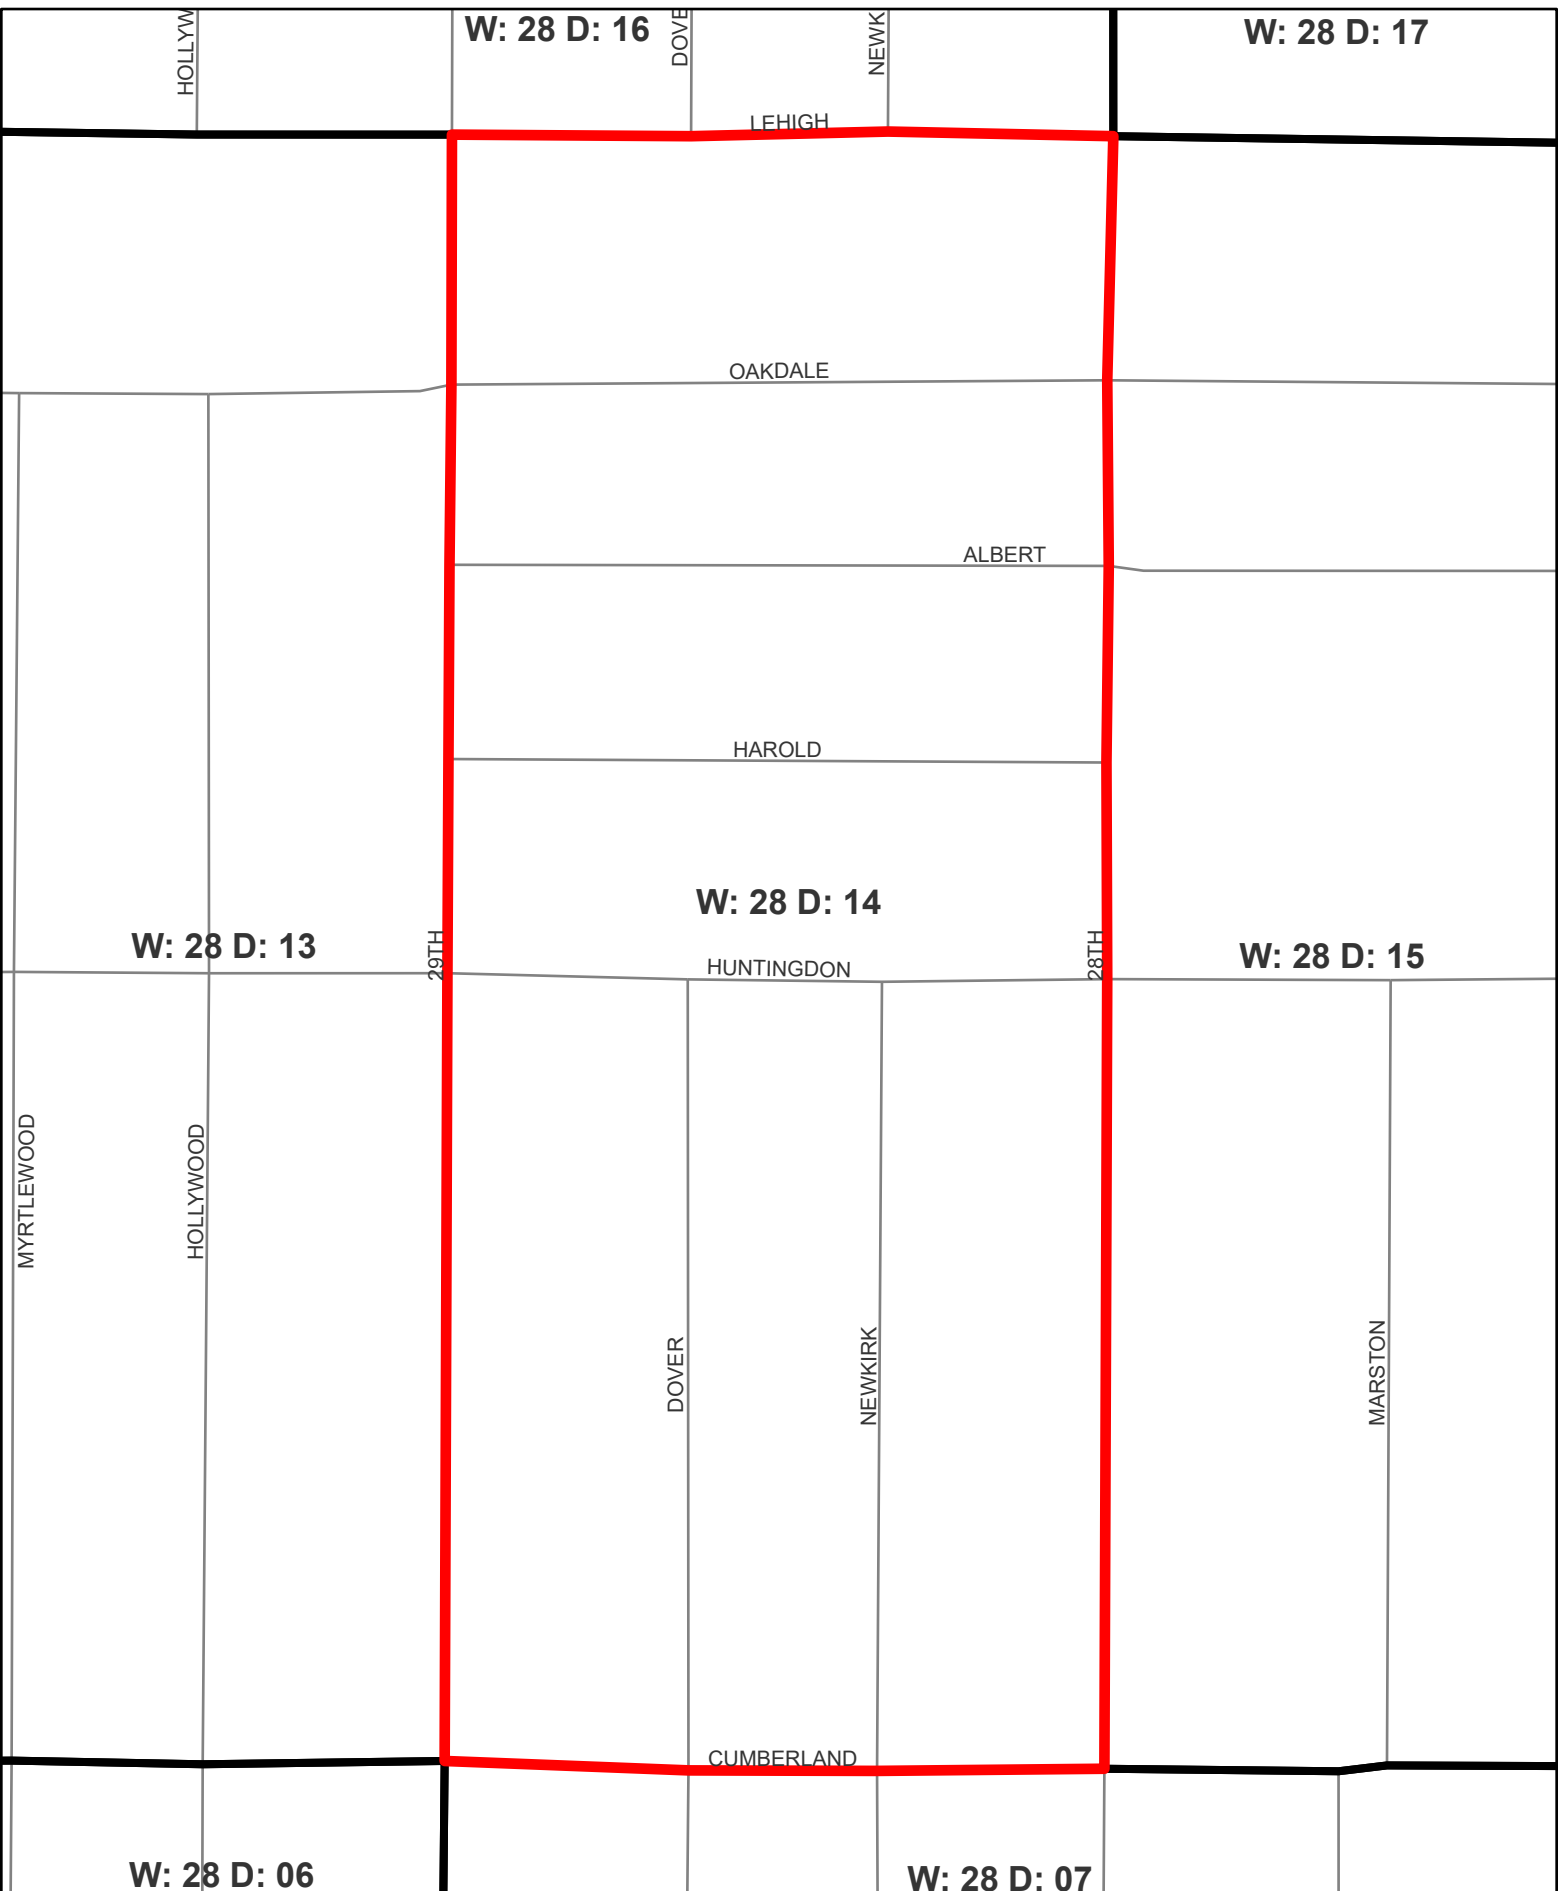 HOLLYW
W: 28 D: 16
DOVE
NEWK
W: 28 D: 17
LEHIGH
OAKDALE
ALBERT
HAROLD
W: 28 D: 14
W: 28 D: 13
29TH
HUNTINGDON
28TH
W: 28 D: 15
MYRTLEWOOD
HOLLYWOOD
DOVER
NEWKIRK
MARSTON
CUMBERLAND
W: 28 D: 06
W: 28 D: 07